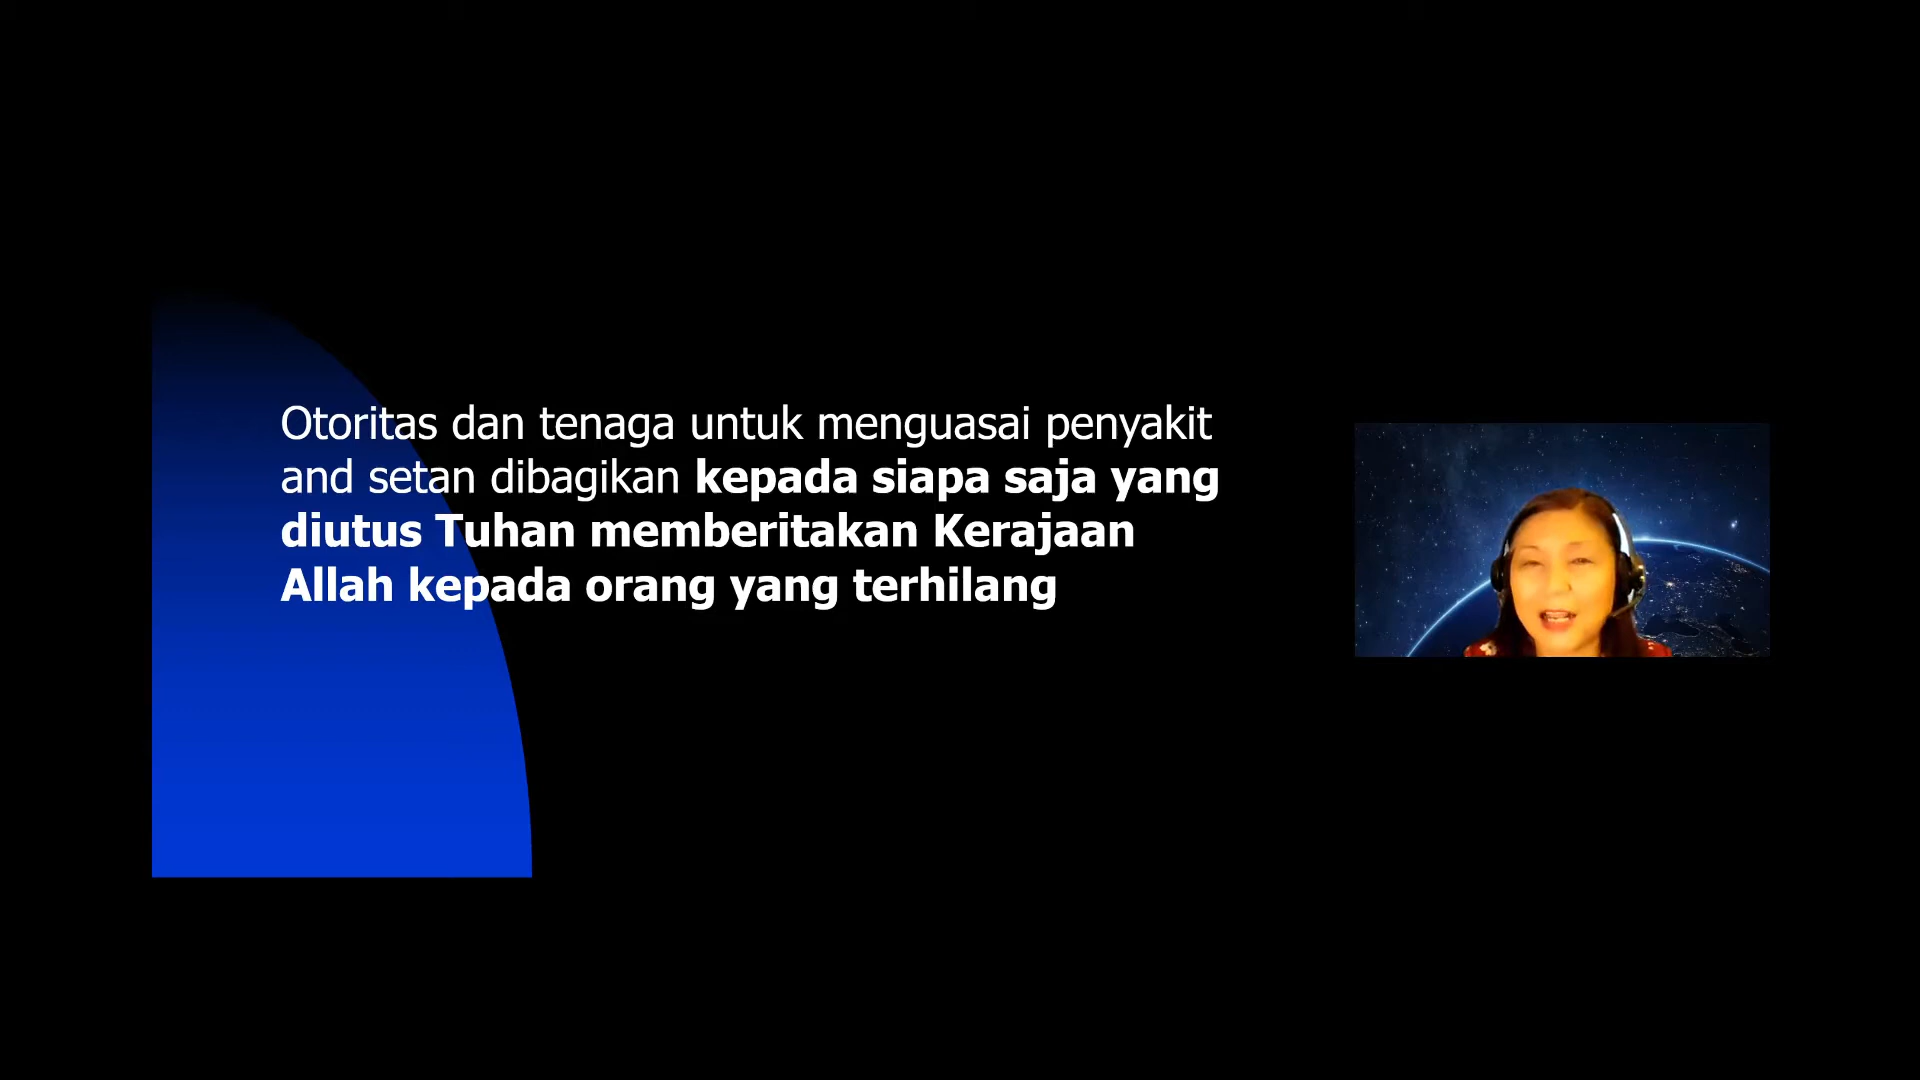 Otoritas dan tenaga untuk menguasai penyakit
and setan dibagikan kepada siapa saja yang
diutus Tuhan memberitakan Kerajaan
Allah kepada orang yang terhilang